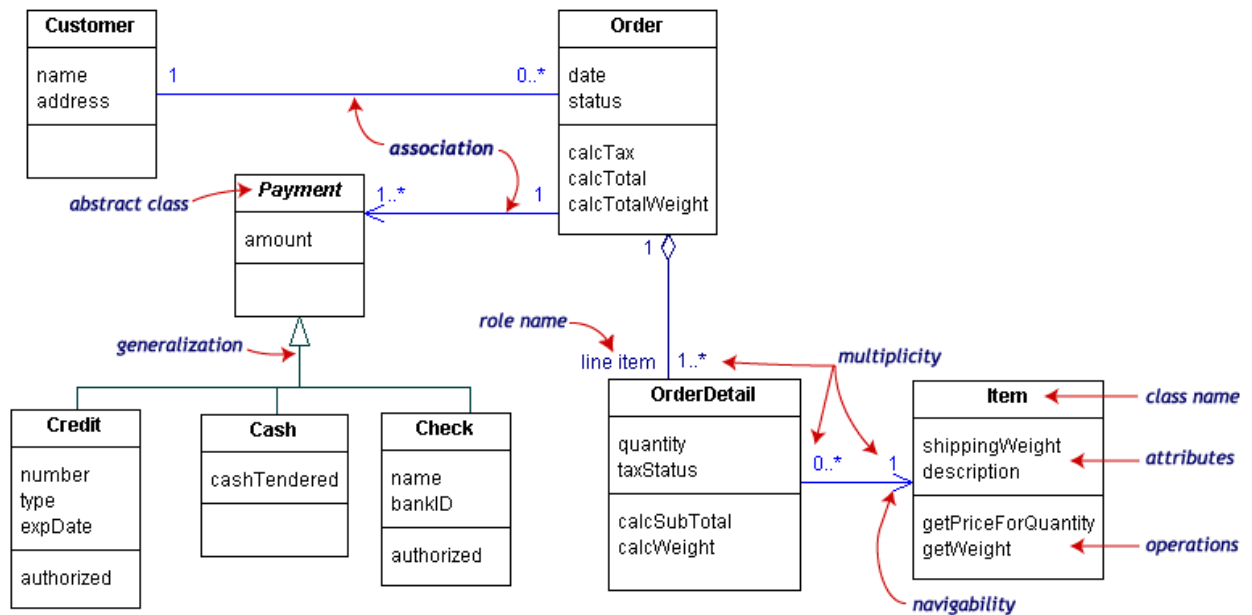 Customer
name
address
1
0..*
Order
date
status
calcTax
calcTotal
calcTotalWeight
association
abstract class
Payment
amount
1..*
1
1
generalization
role name
line item
1..*
multiplicity
Credit
number
type
expDate
authorized
Cash
cashTendered
Check
name
bankID
authorized
OrderDetail
quantity
taxStatus
calcSubTotal
calcWeight
0..*
1
Item
shippingWeight
description
getPriceForQuantity
getWeight
class name
attributes
operations
navigability